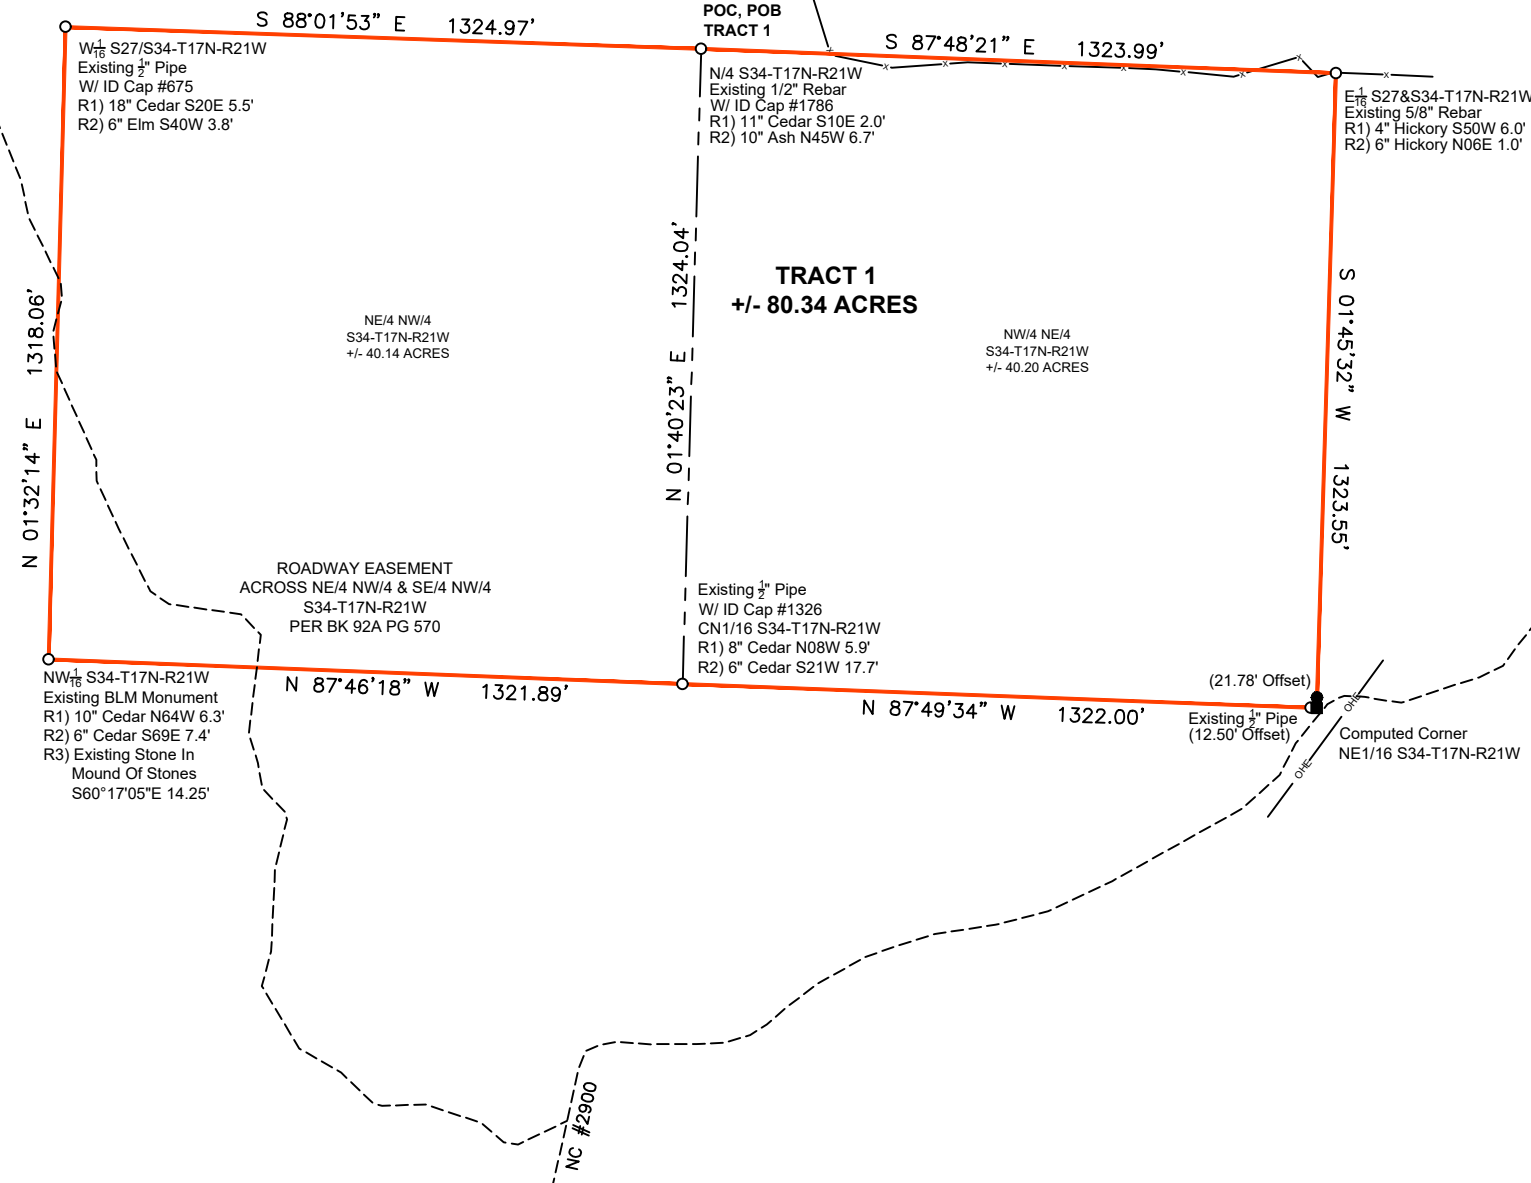 S 88°01'53" E 1324.97'
POC, POB
TRACT 1
S 87°48'21" E 1323.99'
W 1/16 S27/S34-T17N-R21W
Existing 1/2" Pipe
W/ ID Cap #675
R1) 18" Cedar S20E 5.5'
R2) 6" Elm S40W 3.8'
N/4 S34-T17N-R21W
Existing 1/2" Rebar
W/ ID Cap #1786
R1) 11" Cedar S10E 2.0'
R2) 10" Ash N45W 6.7'
E 1/16 S27&S34-T17N-R21W
Existing 5/8" Rebar
R1) 4" Hickory S50W 6.0'
R2) 6" Hickory N06E 1.0'
N 01°32'14" E 1318.06'
NE/4 NW/4
S34-T17N-R21W
+/- 40.14 ACRES
N 01°40'23" E 1324.04'
TRACT 1
+/- 80.34 ACRES
NW/4 NE/4
S34-T17N-R21W
+/- 40.20 ACRES
S 01°45'32" W 1323.55'
ROADWAY EASEMENT
ACROSS NE/4 NW/4 & SE/4 NW/4
S34-T17N-R21W
PER BK 92A PG 570
Existing 1/2" Pipe
W/ ID Cap #1326
CN1/16 S34-T17N-R21W
R1) 8" Cedar N08W 5.9'
R2) 6" Cedar S21W 17.7'
NW 1/16 S34-T17N-R21W
Existing BLM Monument
R1) 10" Cedar N64W 6.3'
R2) 6" Cedar S69E 7.4'
R3) Existing Stone In
Mound Of Stones
S60°17'05"E 14.25'
N 87°46'18" W 1321.89'
N 87°49'34" W 1322.00'
(21.78' Offset)
Existing 1/2" Pipe
(12.50' Offset)
OHE
OHE
Computed Corner
NE1/16 S34-T17N-R21W
NC #2900